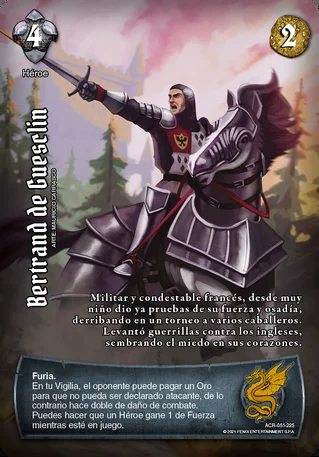 4
2
Héroe
Bertrand de Gueselin
ARTE: MAURICIO CARRASCO
Militar y condestable francés, desde muy
niño dio ya pruebas de su fuerza y osadía,
derribando en un torneo a varios caballeros.
Levantó guerrillas contra los ingleses,
sembrando el miedo en sus corazones.
Furia.
En tu Vigilia, el oponente puede pagar un Oro
para que no pueda ser declarado atacante, de lo
contrario hace doble de daño de combate.
Puedes hacer que un Héroe gane 1 de Fuerza
mientras esté en juego.
ACR-051-225
© 2021 FENIX ENTERTAINMENT S.P.A.